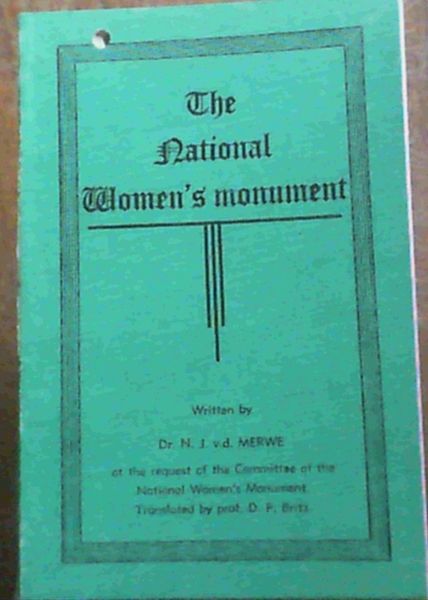 The
National
Women's monument
Written by
Dr. N. J. v.d. MERWE
at the request of the Committee of the
National Women's Monument
Translated by prof. D. P. Britz